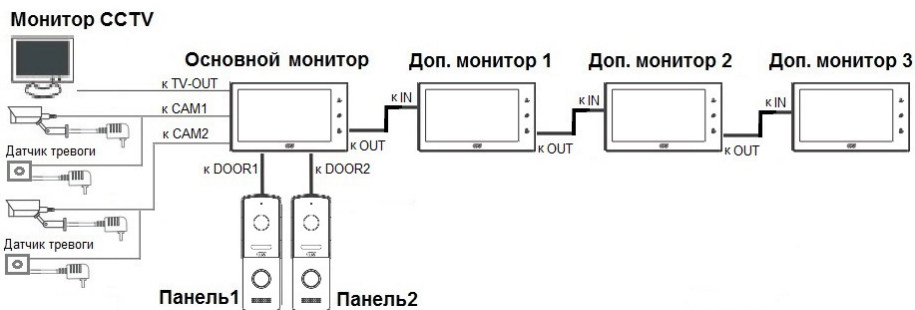 Монитор CCTV
Основной монитор
Доп. монитор 1
Доп. монитор 2
Доп. монитор 3
к TV-OUT
к CAM1
к CAM2
к OUT
к IN
к OUT
к IN
к OUT
к IN
Датчик тревоги
Датчик тревоги
к DOOR1
к DOOR2
Панель1
Панель2